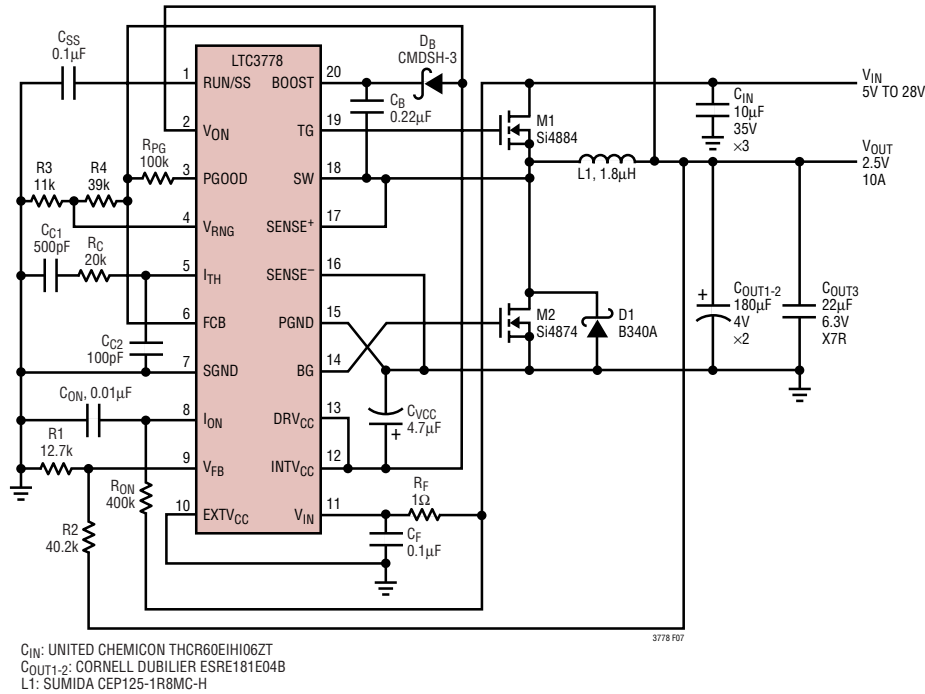 LTC3778
CSS
0.1µF
1
RUN/SS
2
VON
RPG
100k
3
PGOOD
R3
11k
R4
39k
4
VRNG
CC1
500pF
RC
20k
5
ITH
6
FCB
CC2
100pF
7
SGND
CON, 0.01µF
8
ION
R1
12.7k
9
VFB
RON
400k
10
EXTVCC
R2
40.2k
BOOST
20
DB
CMDSH-3
CB
0.22µF
TG
19
M1
Si4884
SW
18
L1, 1.8µH
SENSE+
17
SENSE–
16
PGND
15
M2
Si4874
D1
B340A
BG
14
DRVCC
13
CVCC
4.7µF
+
INTVCC
12
VIN
11
RF
1Ω
CF
0.1µF
VIN
5V TO 28V
CIN
10µF
35V
×3
VOUT
2.5V
10A
+
COUT1-2
180µF
4V
×2
COUT3
22µF
6.3V
X7R
3778 F07
CIN: UNITED CHEMICON THCR60EIHI06ZT
COUT1-2: CORNELL DUBILIER ESRE181E04B
L1: SUMIDA CEP125-1R8MC-H